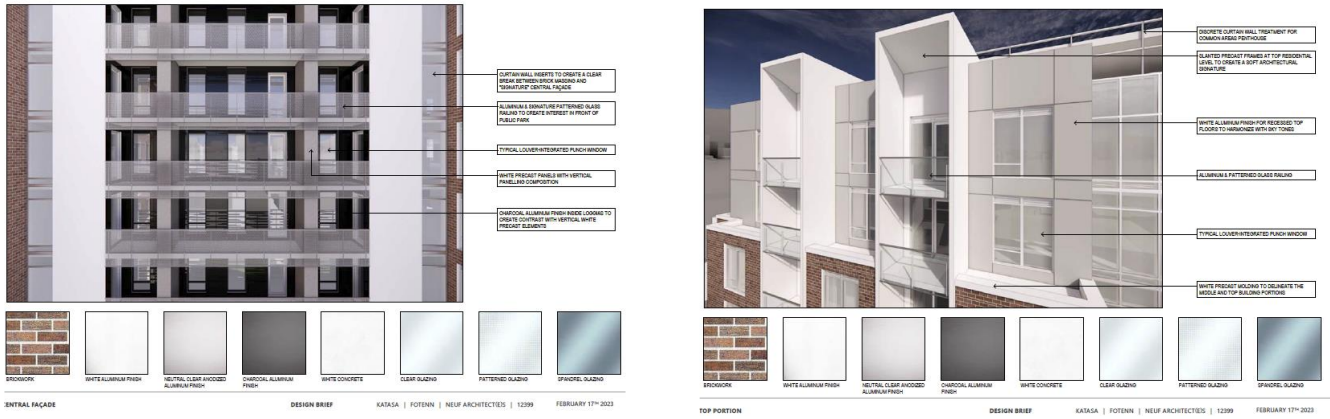 CURTAIN WALL INSERTS TO CREATE A CLEAR
BREAK BETWEEN BRICK MASSING AND
"SIGNATURE" CENTRAL FAÇADE
ALUMINUM & SIGNATURE PATTERNED GLASS
RAILING TO CREATE INTEREST IN FRONT OF
PUBLIC PARK
TYPICAL LOUVER-INTEGRATED PUNCH WINDOW
WHITE PRECAST PANELS WITH VERTICAL
PANELLING COMPOSITION
CHARCOAL ALUMINUM FINISH INSIDE LOGGIAS TO
CREATE CONTRAST WITH VERTICAL WHITE
PRECAST ELEMENTS
BRICKWORK
WHITE ALUMINUM FINISH
NEUTRAL CLEAR ANODIZED
ALUMINUM FINISH
CHARCOAL ALUMINUM
FINISH
WHITE CONCRETE
CLEAR GLAZING
PATTERNED GLAZING
SPANDREL GLAZING
ENTRAL FAÇADE
DESIGN BRIEF
KATASA | FOTENN | NEUF ARCHITECT(E)S | 12399
FEBRUARY 17TH 2023
DISCRETE CURTAIN WALL TREATMENT FOR
COMMON AREAS PENTHOUSE
SLANTED PRECAST FRAMES AT TOP RESIDENTIAL
LEVEL TO CREATE A SOFT ARCHITECTURAL
SIGNATURE
WHITE ALUMINUM FINISH FOR RECESSED TOP
FLOORS TO HARMONIZE WITH SKY TONES
ALUMINUM & PATTERNED GLASS RAILING
TYPICAL LOUVER-INTEGRATED PUNCH WINDOW
WHITE PRECAST MOLDING TO DELINEATE THE
MIDDLE AND TOP BUILDING PORTIONS
BRICKWORK
WHITE ALUMINUM FINISH
NEUTRAL CLEAR ANODIZED
ALUMINUM FINISH
CHARCOAL ALUMINUM
FINISH
WHITE CONCRETE
CLEAR GLAZING
PATTERNED GLAZING
SPANDREL GLAZING
TOP PORTION
DESIGN BRIEF
KATASA | FOTENN | NEUF ARCHITECT(E)S | 12399
FEBRUARY 17TH 2023